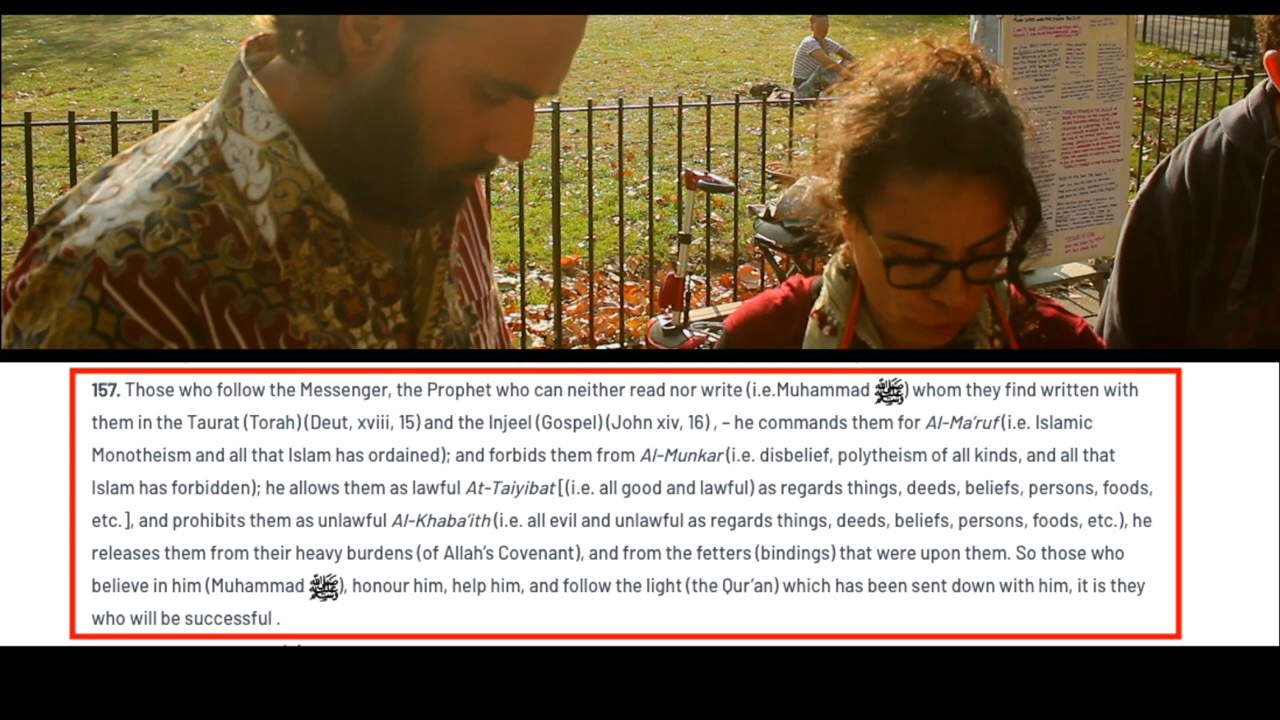 157. Those who follow the Messenger, the Prophet who can neither read nor write (i.e.Muhammad ﷺ) whom they find written with
them in the Taurat (Torah)(Deut, xviii, 15) and the Injeel (Gospel)(John xiv, 16) , – he commands them for Al-Ma'ruf (i.e. Islamic
Monotheism and all that Islam has ordained); and forbids them from Al-Munkar (i.e. disbelief, polytheism of all kinds, and all that
Islam has forbidden); he allows them as lawful At-Taiyibat [(i.e. all good and lawful) as regards things, deeds, beliefs, persons, foods,
etc.], and prohibits them as unlawful Al-Khaba'ith (i.e. all evil and unlawful as regards things, deeds, beliefs, persons, foods, etc.), he
releases them from their heavy burdens (of Allah's Covenant), and from the fetters (bindings) that were upon them. So those who
believe in him (Muhammad ﷺ), honour him, help him, and follow the light (the Qur'an) which has been sent down with him, it is they
who will be successful .